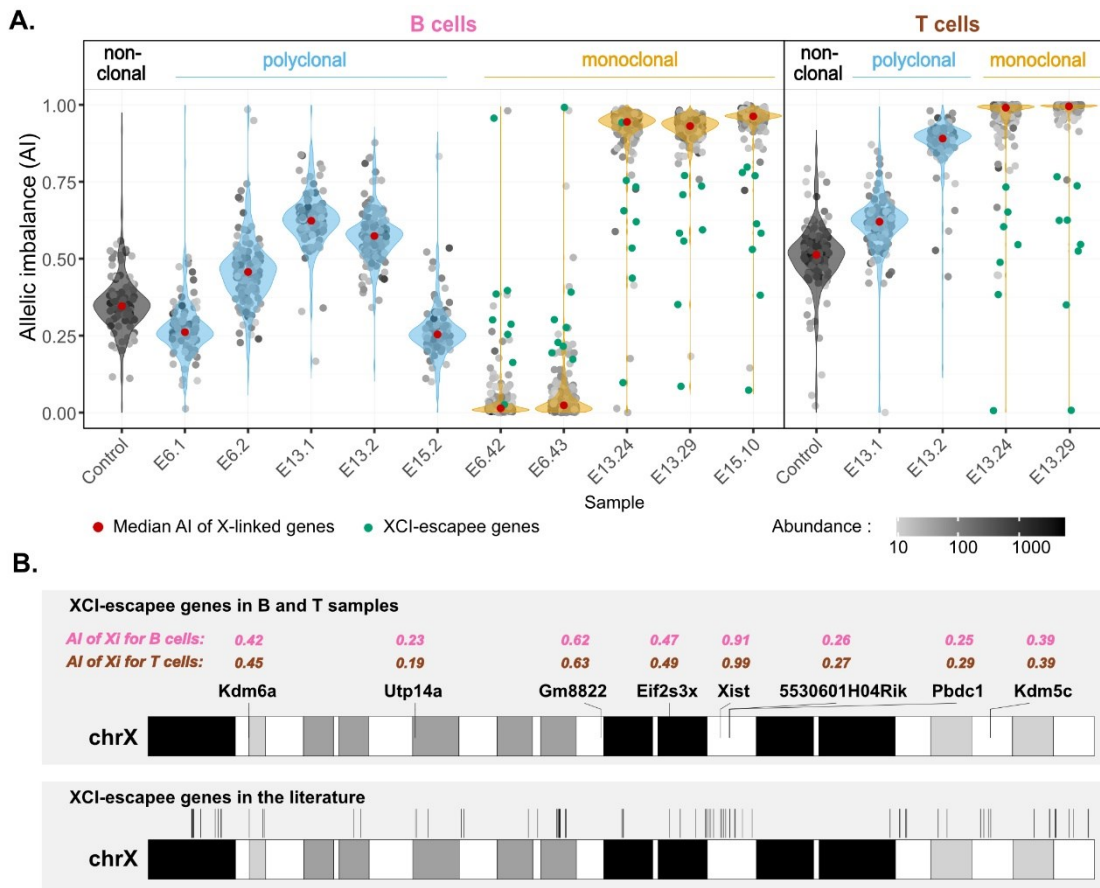 A.
B cells
T cells
non-clonal
polyclonal
monoclonal
non-clonal
polyclonal
monoclonal
Allelic imbalance (AI)
1.00
0.75
0.50
0.25
0.00
Control
E6.1
E6.2
E13.1
E13.2
E15.2
E6.42
E6.43
E13.24
E13.29
E15.10
Control
E13.1
E13.2
E13.24
E13.29
Sample
Median AI of X-linked genes
XCI-escapee genes
Abundance :
10 100 1000
B.
XCI-escapee genes in B and T samples
AI of Xi for B cells: 0.42 0.23 0.62 0.47 0.91 0.26 0.25 0.39
AI of Xi for T cells: 0.45 0.19 0.63 0.49 0.99 0.27 0.29 0.39
Kdm6a Utp14a Gm8822 Eif2s3x Xist 5530601H04Rik Pbdc1 Kdm5c
chrX
XCI-escapee genes in the literature
chrX